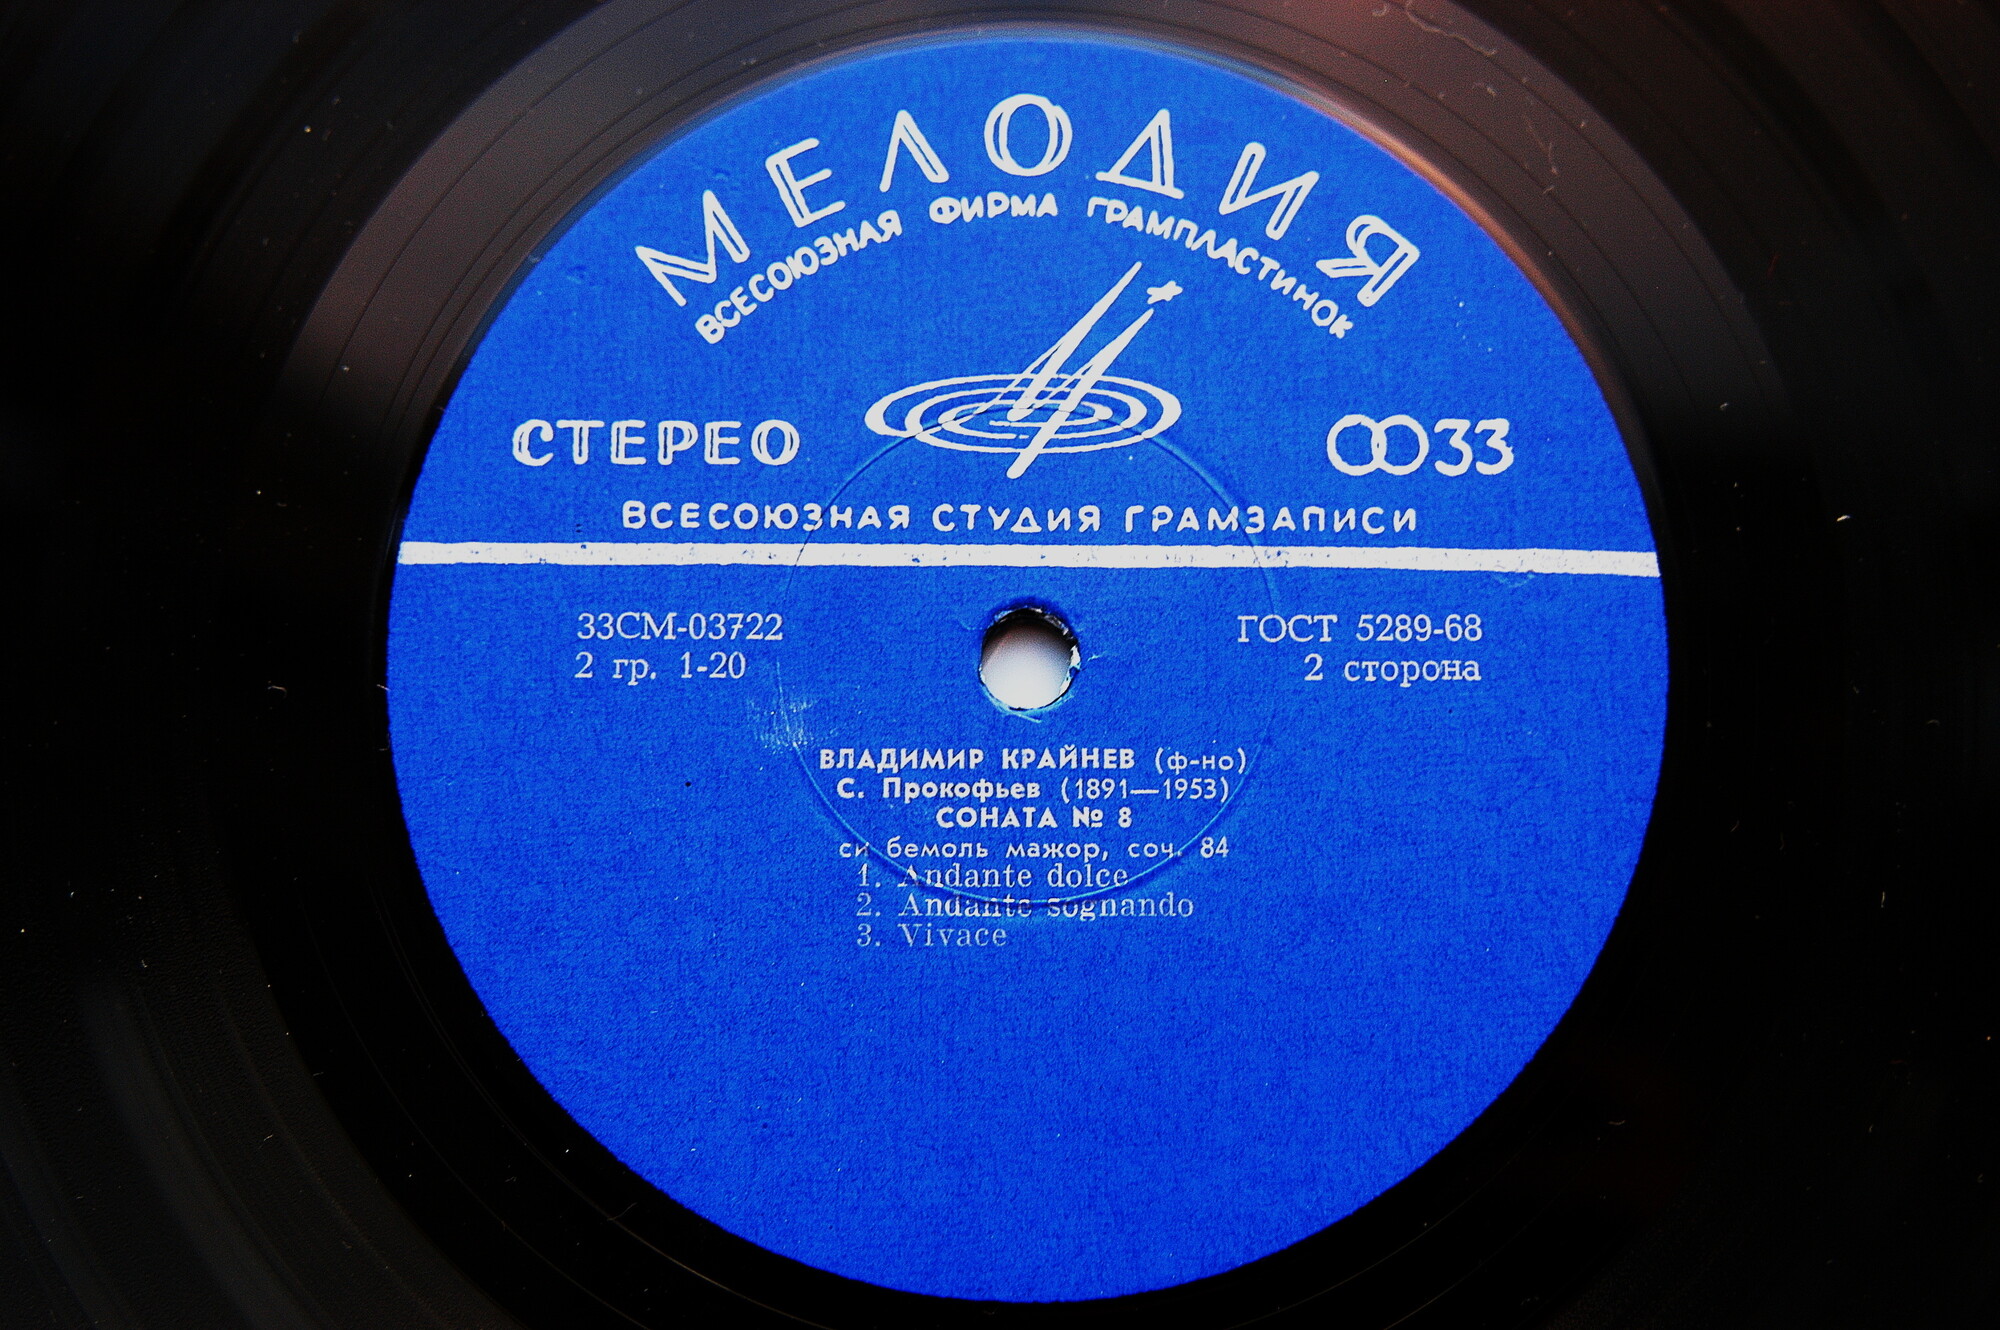 МЕЛОДИЯ
ВСЕСОЮЗНАЯ ФИРМА ГРАМПЛАСТИНОК
СТЕРЕО
33
ВСЕСОЮЗНАЯ СТУДИЯ ГРАМЗАПИСИ
33СМ-03722
ГОСТ 5289-68
2 гр. 1-20
2 сторона
ВЛАДИМИР КРАЙНЕВ (ф-но)
С. Прокофьев (1891—1953)
СОНАТА № 8
си бемоль мажор, соч. 84
1. Andante dolce
2. Andante sognando
3. Vivace